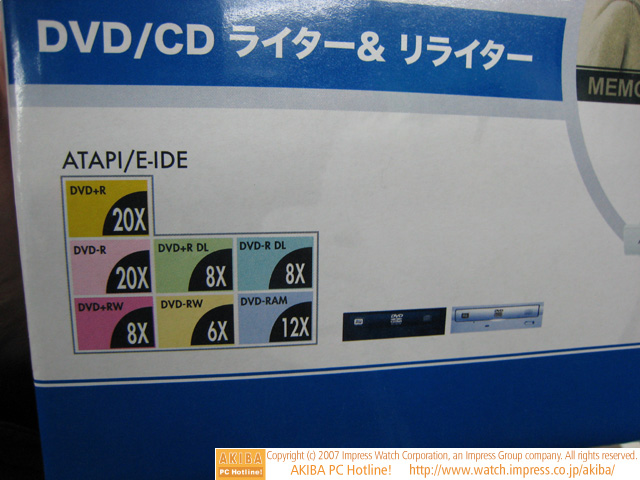 DVD/CD ライター& リライター
MEMO
ATAPI/E-IDE
DVD+R
20X
DVD-R
20X
DVD+R DL
8X
DVD-R DL
8X
DVD+RW
8X
DVD-RW
6X
DVD-RAM
12X
AKIBA
PC Hotline!
Copyright (c) 2007 Impress Watch Corporation, an Impress Group company. All rights reserved.
AKIBA PC Hotline! http://www.watch.impress.co.jp/akiba/